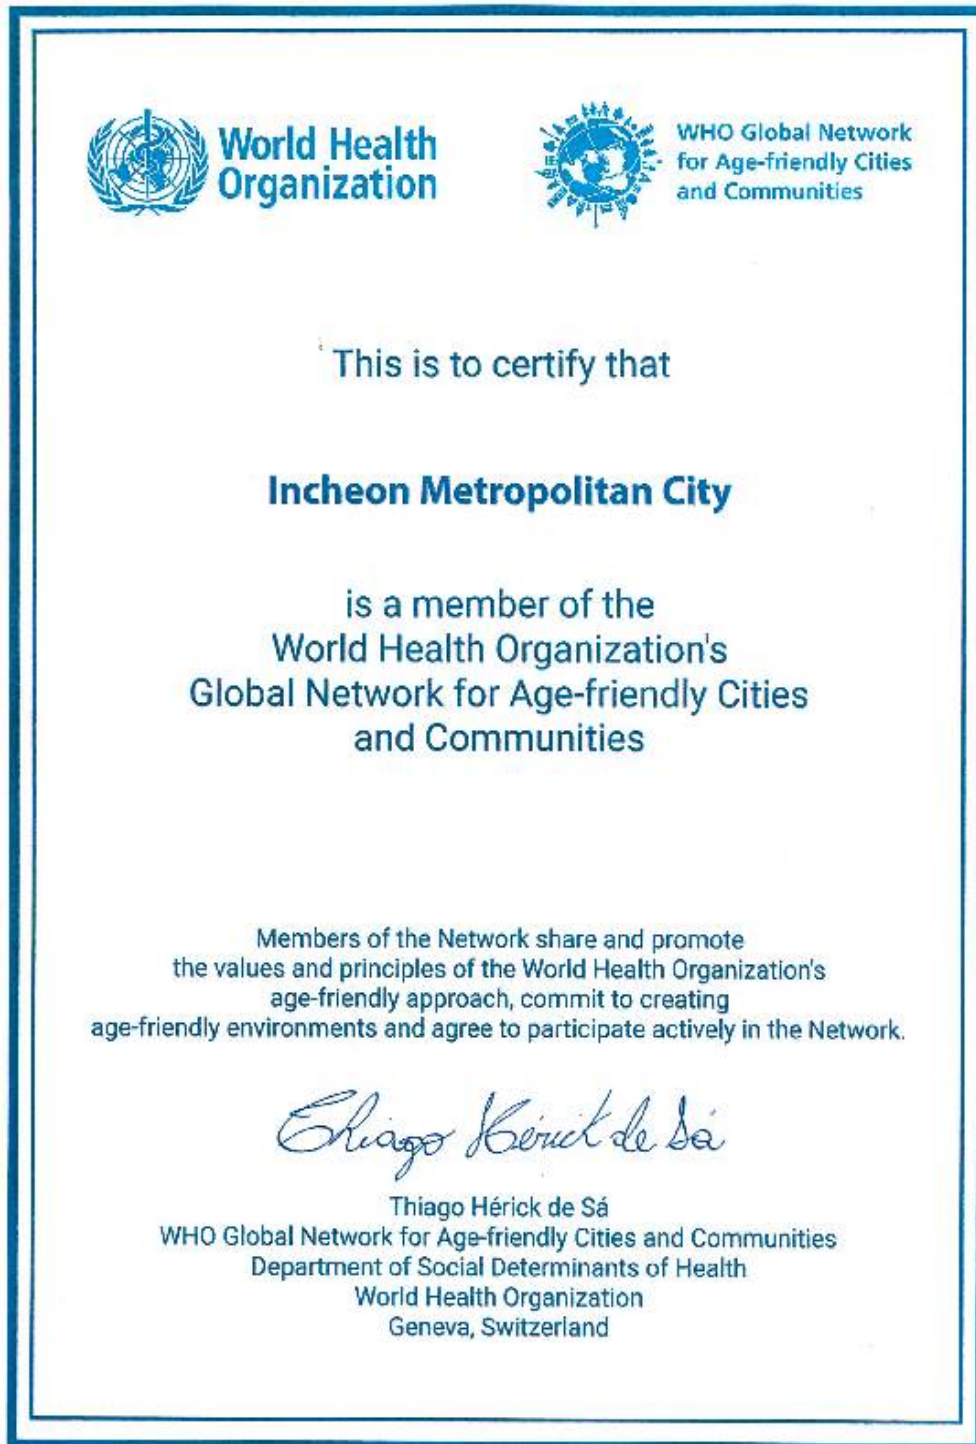 World Health
Organization
WHO Global Network
for Age-friendly Cities
and Communities
This is to certify that
Incheon Metropolitan City
is a member of the
World Health Organization's
Global Network for Age-friendly Cities
and Communities
Members of the Network share and promote
the values and principles of the World Health Organization's
age-friendly approach, commit to creating
age-friendly environments and agree to participate actively in the Network.
Thiago Hérick de Sá
Thiago Hérick de Sá
WHO Global Network for Age-friendly Cities and Communities
Department of Social Determinants of Health
World Health Organization
Geneva, Switzerland